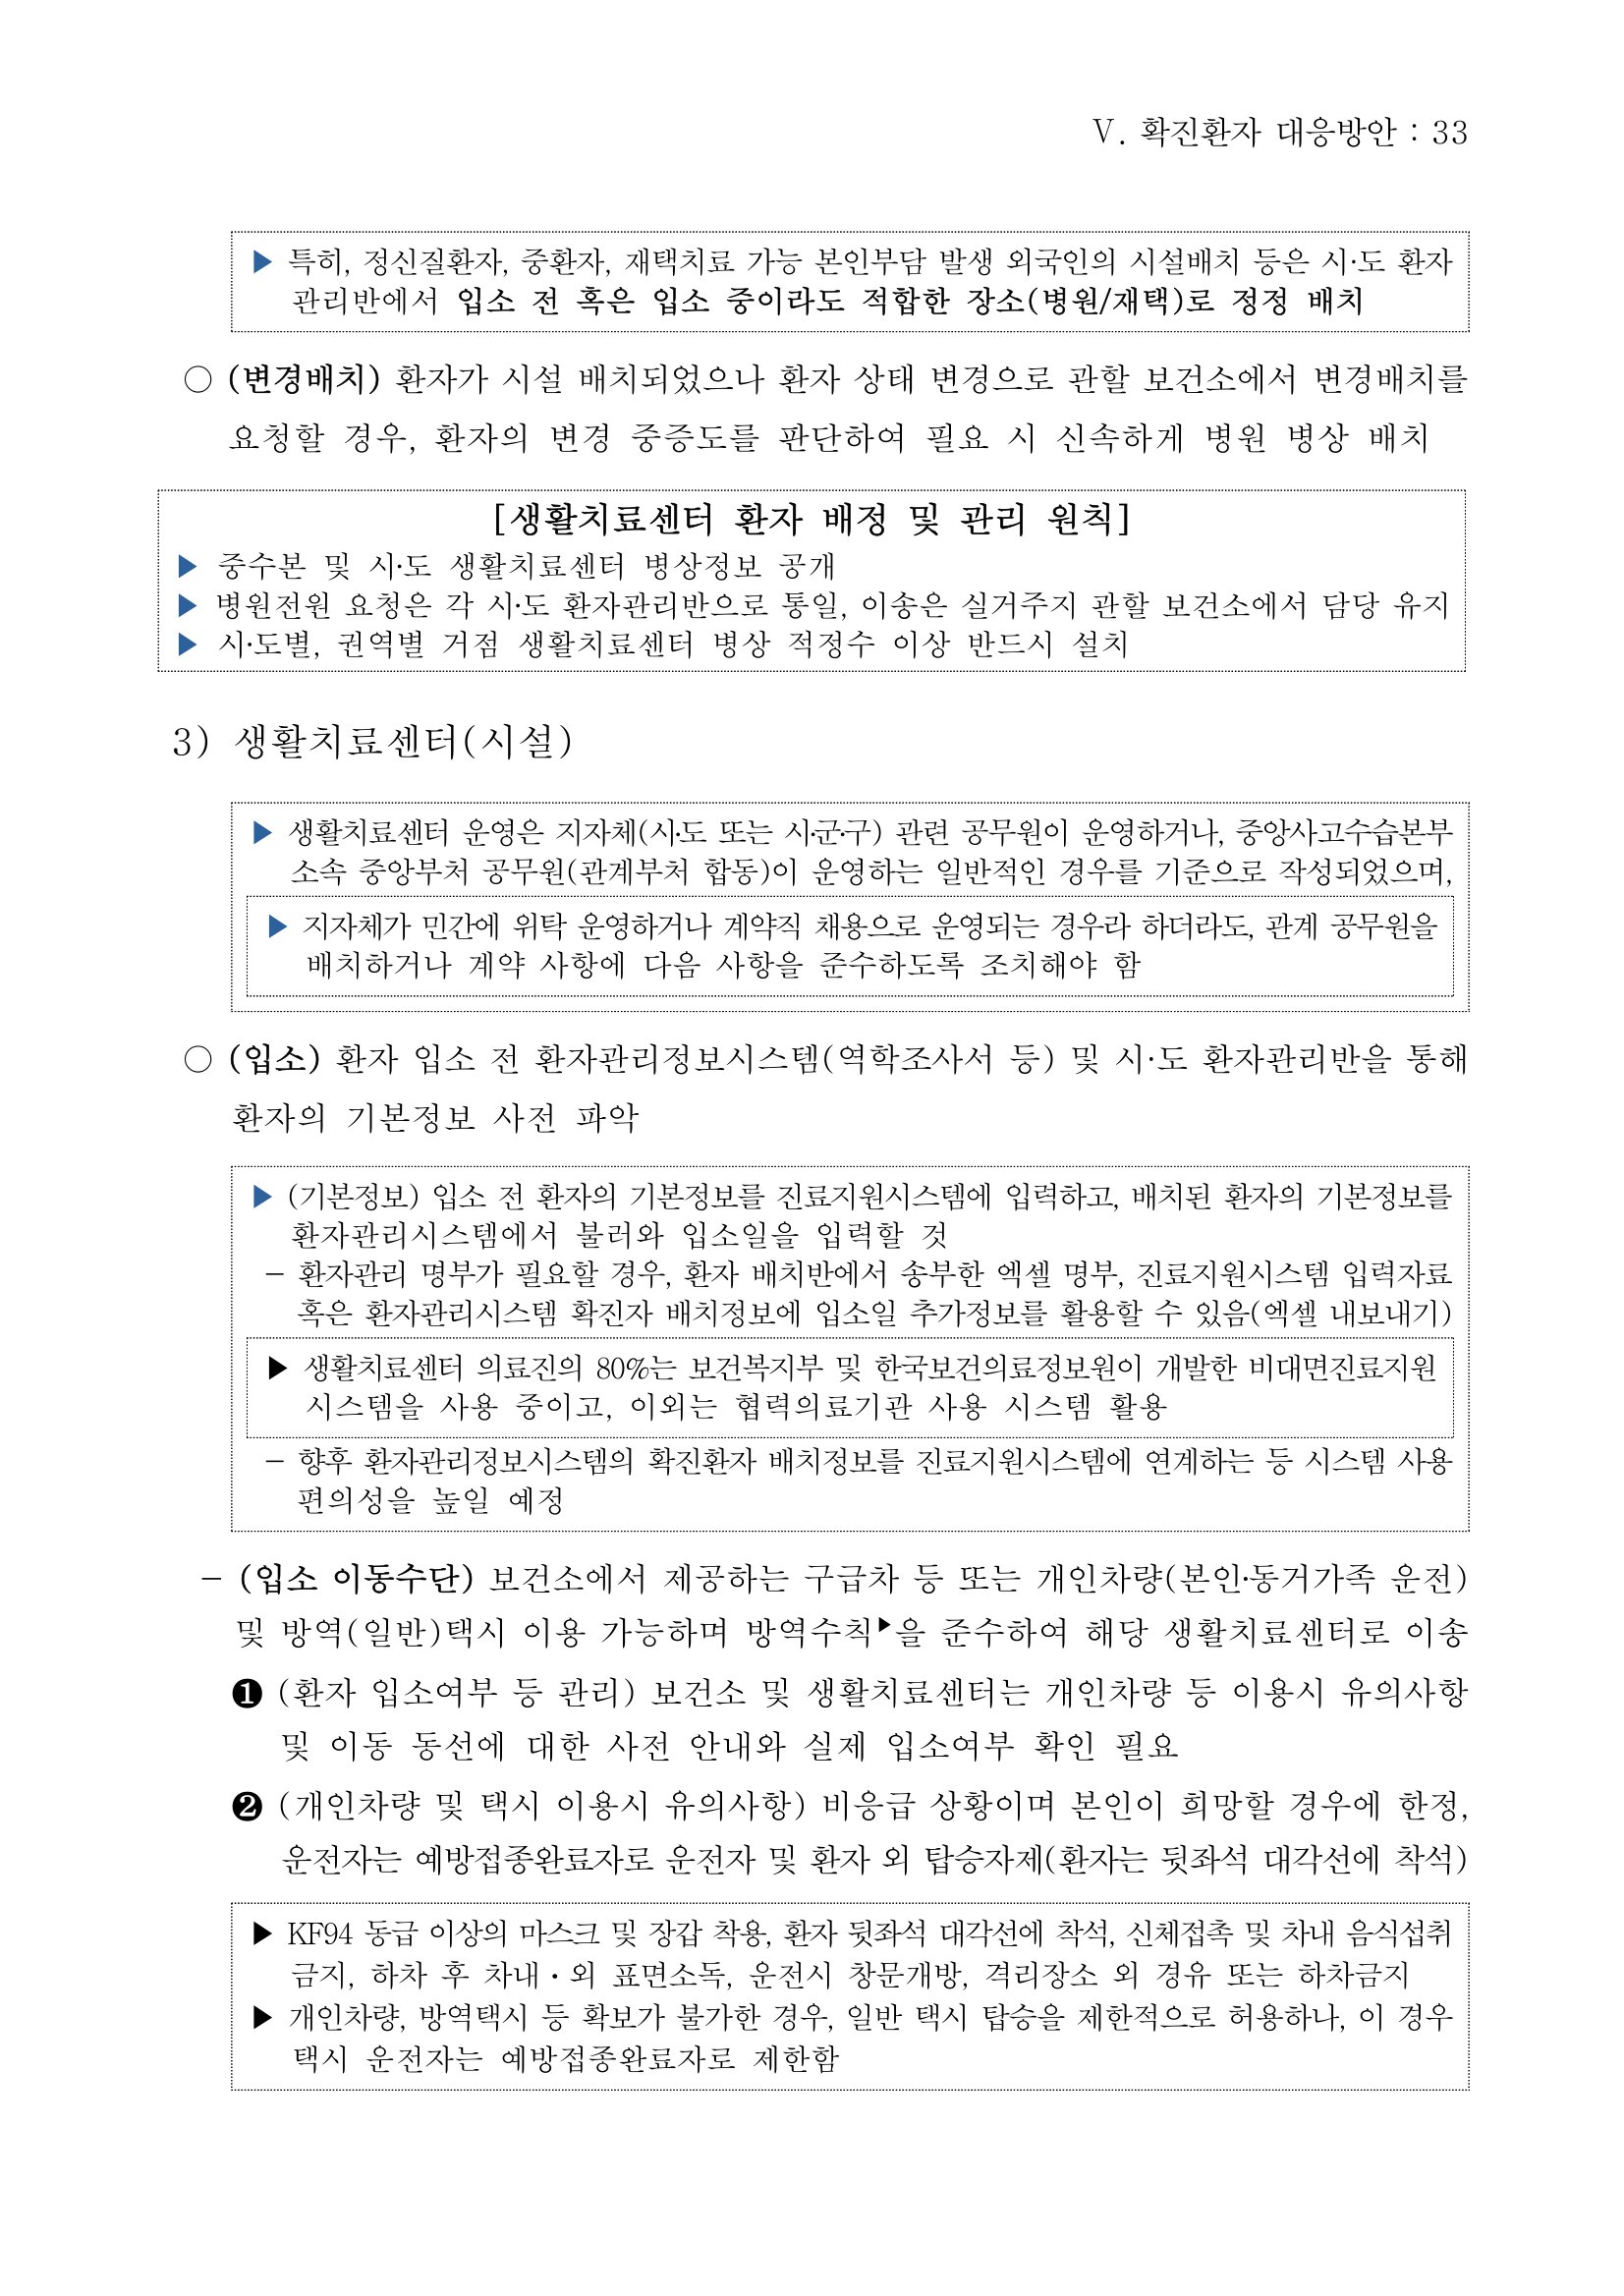 Ⅴ. 확진환자 대응방안 : 33
▶ 특히, 정신질환자, 중환자, 재택치료 가능 본인부담 발생 외국인의 시설배치 등은 시·도 환자
관리반에서 입소 전 혹은 입소 중이라도 적합한 장소(병원/재택)로 정정 배치
○ (변경배치) 환자가 시설 배치되었으나 환자 상태 변경으로 관할 보건소에서 변경배치를
요청할 경우, 환자의 변경 중증도를 판단하여 필요 시 신속하게 병원 병상 배치
[생활치료센터 환자 배정 및 관리 원칙]
▶ 중수본 및 시·도 생활치료센터 병상정보 공개
▶ 병원전원 요청은 각 시·도 환자관리반으로 통일, 이송은 실거주지 관할 보건소에서 담당 유지
▶ 시·도별, 권역별 거점 생활치료센터 병상 적정수 이상 반드시 설치
3) 생활치료센터(시설)
▶ 생활치료센터 운영은 지자체(시·도 또는 시·군·구) 관련 공무원이 운영하거나, 중앙사고수습본부
소속 중앙부처 공무원(관계부처 합동)이 운영하는 일반적인 경우를 기준으로 작성되었으며,
▶ 지자체가 민간에 위탁 운영하거나 계약직 채용으로 운영되는 경우라 하더라도, 관계 공무원을
배치하거나 계약 사항에 다음 사항을 준수하도록 조치해야 함
○ (입소) 환자 입소 전 환자관리정보시스템(역학조사서 등) 및 시·도 환자관리반을 통해
환자의 기본정보 사전 파악
▶ (기본정보) 입소 전 환자의 기본정보를 진료지원시스템에 입력하고, 배치된 환자의 기본정보를
환자관리시스템에서 불러와 입소일을 입력할 것
- 환자관리 명부가 필요할 경우, 환자 배치반에서 송부한 엑셀 명부, 진료지원시스템 입력자료
혹은 환자관리시스템 확진자 배치정보에 입소일 추가정보를 활용할 수 있음(엑셀 내보내기)
▶ 생활치료센터 의료진의 80%는 보건복지부 및 한국보건의료정보원이 개발한 비대면진료지원
시스템을 사용 중이고, 이외는 협력의료기관 사용 시스템 활용
- 향후 환자관리정보시스템의 확진환자 배치정보를 진료지원시스템에 연계하는 등 시스템 사용
편의성을 높일 예정
- (입소 이동수단) 보건소에서 제공하는 구급차 등 또는 개인차량(본인·동거가족 운전)
및 방역(일반)택시 이용 가능하며 방역수칙▶을 준수하여 해당 생활치료센터로 이송
❶ (환자 입소여부 등 관리) 보건소 및 생활치료센터는 개인차량 등 이용시 유의사항
및 이동 동선에 대한 사전 안내와 실제 입소여부 확인 필요
❷ (개인차량 및 택시 이용시 유의사항) 비응급 상황이며 본인이 희망할 경우에 한정,
운전자는 예방접종완료자로 운전자 및 환자 외 탑승자제(환자는 뒷좌석 대각선에 착석)
▶ KF94 동급 이상의 마스크 및 장갑 착용, 환자 뒷좌석 대각선에 착석, 신체접촉 및 차내 음식섭취
금지, 하차 후 차내·외 표면소독, 운전시 창문개방, 격리장소 외 경유 또는 하차금지
▶ 개인차량, 방역택시 등 확보가 불가한 경우, 일반 택시 탑승을 제한적으로 허용하나, 이 경우
택시 운전자는 예방접종완료자로 제한함